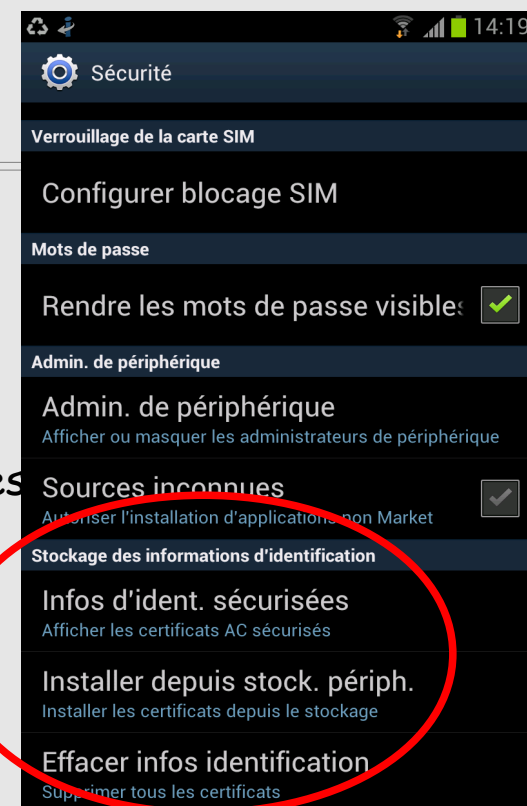 14:19
Sécurité
Verrouillage de la carte SIM
Configurer blocage SIM
Mots de passe
Rendre les mots de passe visibles
Admin. de périphérique
Admin. de périphérique
Afficher ou masquer les administrateurs de périphérique
es
Sources inconnues
Autoriser l'installation d'applications non Market
Stockage des informations d'identification
Infos d'ident. sécurisées
Afficher les certificats AC sécurisés
Installer depuis stock. périph.
Installer les certificats depuis le stockage
Effacer infos identification
Supprimer tous les certificats